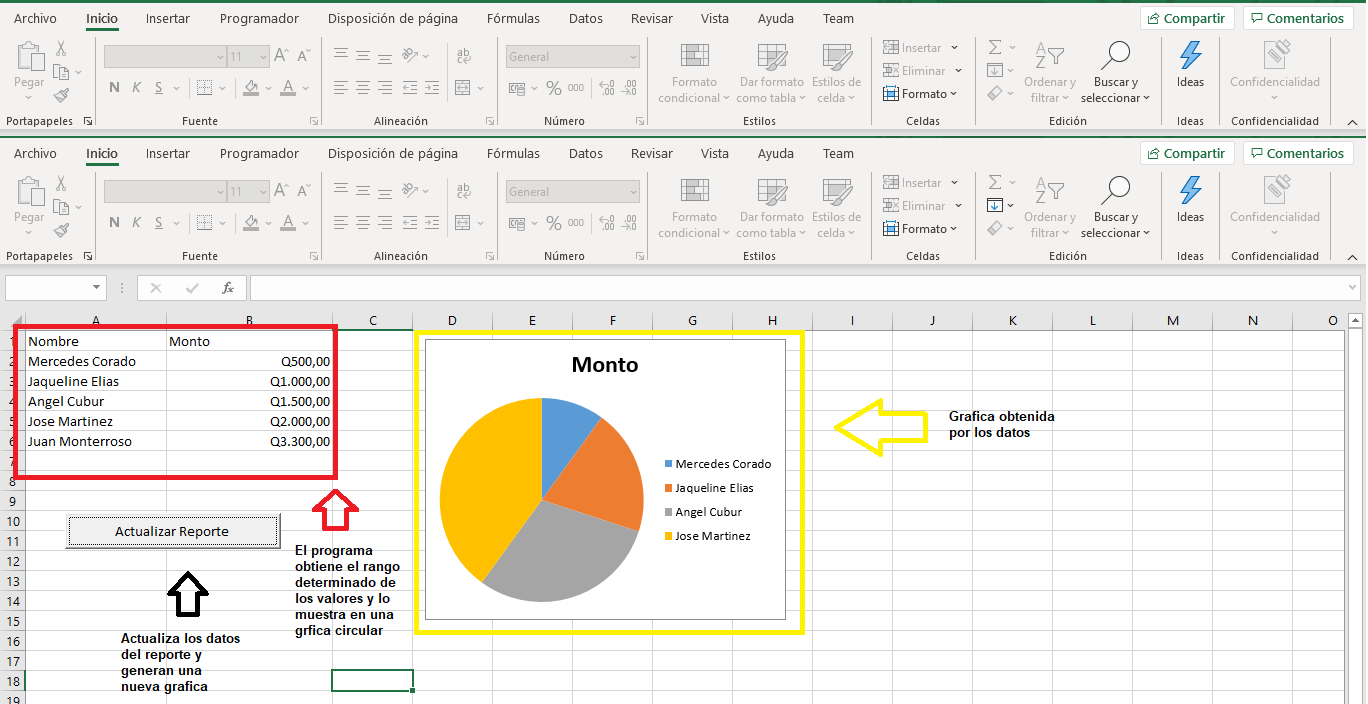 Archivo Inicio Insertar Programador Disposición de página Fórmulas Datos Revisar Vista Ayuda Team Compartir Comentarios
Pegar
Portapapeles
11 A A
N K S A
Fuente
ab
Alineación
General
% 000
Número
Formato condicional
Dar formato como tabla
Estilos de celda
Estilos
Insertar
Eliminar
Formato
Celdas
Ordenar y filtrar
Buscar y seleccionar
Edición
Ideas
Ideas
Confidencialidad
Confidencialidad
Archivo Inicio Insertar Programador Disposición de página Fórmulas Datos Revisar Vista Ayuda Team Compartir Comentarios
Pegar
Portapapeles
11 A A
N K S A
Fuente
ab
Alineación
General
% 000
Número
Formato condicional
Dar formato como tabla
Estilos de celda
Estilos
Insertar
Eliminar
Formato
Celdas
Ordenar y filtrar
Buscar y seleccionar
Edición
Ideas
Ideas
Confidencialidad
Confidencialidad
fx
A B C D E F G H I J K L M N O
1 Nombre Monto
2 Mercedes Corado Q500,00
3 Jaqueline Elias Q1.000,00
4 Angel Cubur Q1.500,00
5 Jose Martinez Q2.000,00
6 Juan Monterroso Q3.300,00
7
8
9
10
11
12
13
14
15
16
17
18
19
Actualizar Reporte
Actualiza los datos
del reporte y
generan una
nueva grafica
El programa
obtiene el rango
determinado de
los valores y lo
muestra en una
grfica circular
Monto
Mercedes Corado
Jaqueline Elias
Angel Cubur
Jose Martinez
Grafica obtenida
por los datos